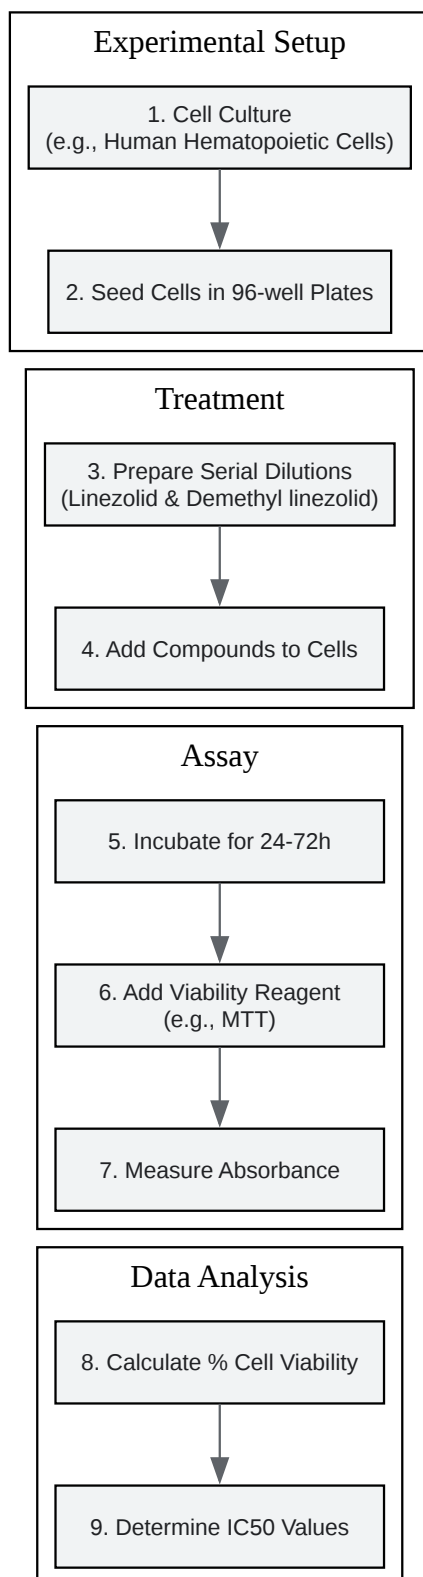 Experimental Setup
1. Cell Culture
(e.g., Human Hematopoietic Cells)
2. Seed Cells in 96-well Plates
Treatment
3. Prepare Serial Dilutions
(Linezolid & Demethyl linezolid)
4. Add Compounds to Cells
Assay
5. Incubate for 24-72h
6. Add Viability Reagent
(e.g., MTT)
7. Measure Absorbance
Data Analysis
8. Calculate % Cell Viability
9. Determine IC50 Values